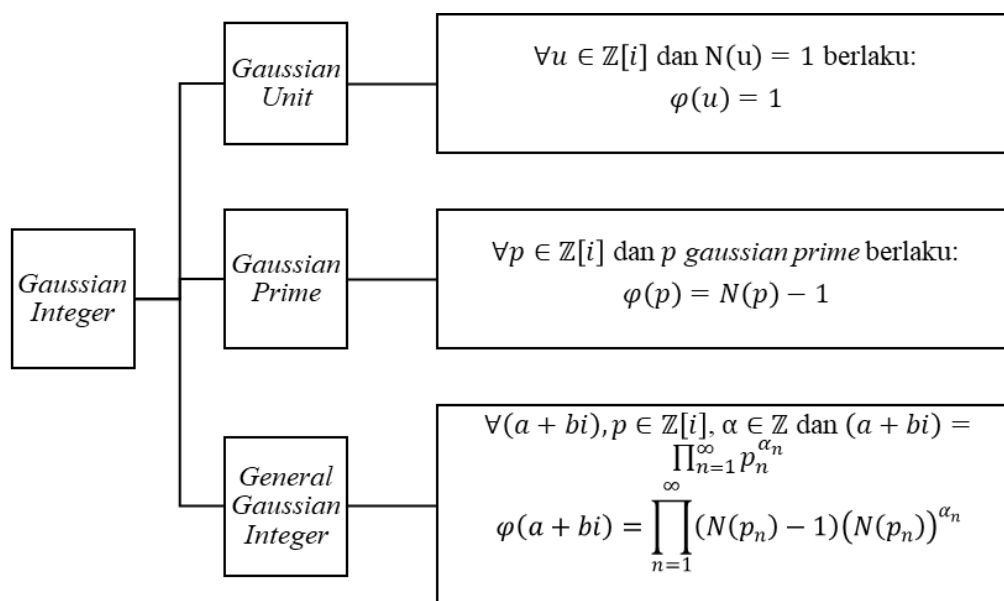 Gaussian
Integer
Gaussian
Unit
∀u ∈ ℤ[i] dan N(u) = 1 berlaku:
φ(u) = 1
Gaussian
Prime
∀p ∈ ℤ[i] dan p gaussian prime berlaku:
φ(p) = N(p) − 1
General
Gaussian
Integer
∀(a + bi), p ∈ ℤ[i], α ∈ ℤ dan (a + bi) =
∏_{n=1}^{∞} p_n^{α_n}
φ(a + bi) = ∏_{n=1}^{∞} (N(p_n) − 1)(N(p_n))^{α_n}